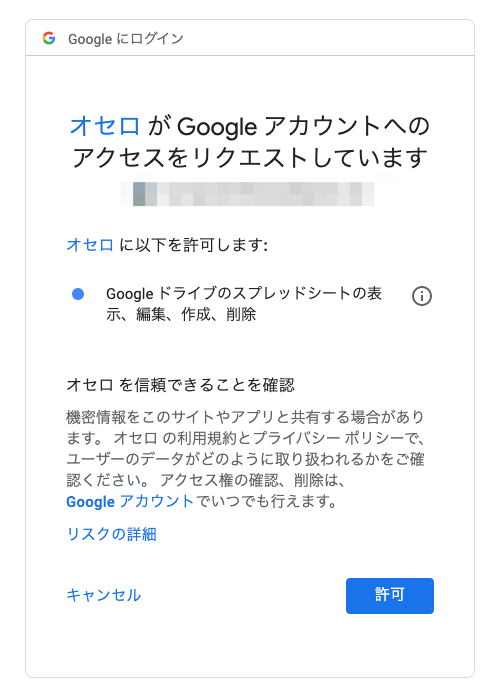 Google にログイン
オセロ が Google アカウントへの
アクセスをリクエストしています
オセロ に以下を許可します:
Google ドライブのスプレッドシートの表
示、編集、作成、削除
オセロ を信頼できることを確認
機密情報をこのサイトやアプリと共有する場合があり
ます。 オセロ の利用規約とプライバシー ポリシーで、
ユーザーのデータがどのように取り扱われるかをご確
認ください。 アクセス権の確認、削除は、
Google アカウントでいつでも行えます。
リスクの詳細
キャンセル
許可